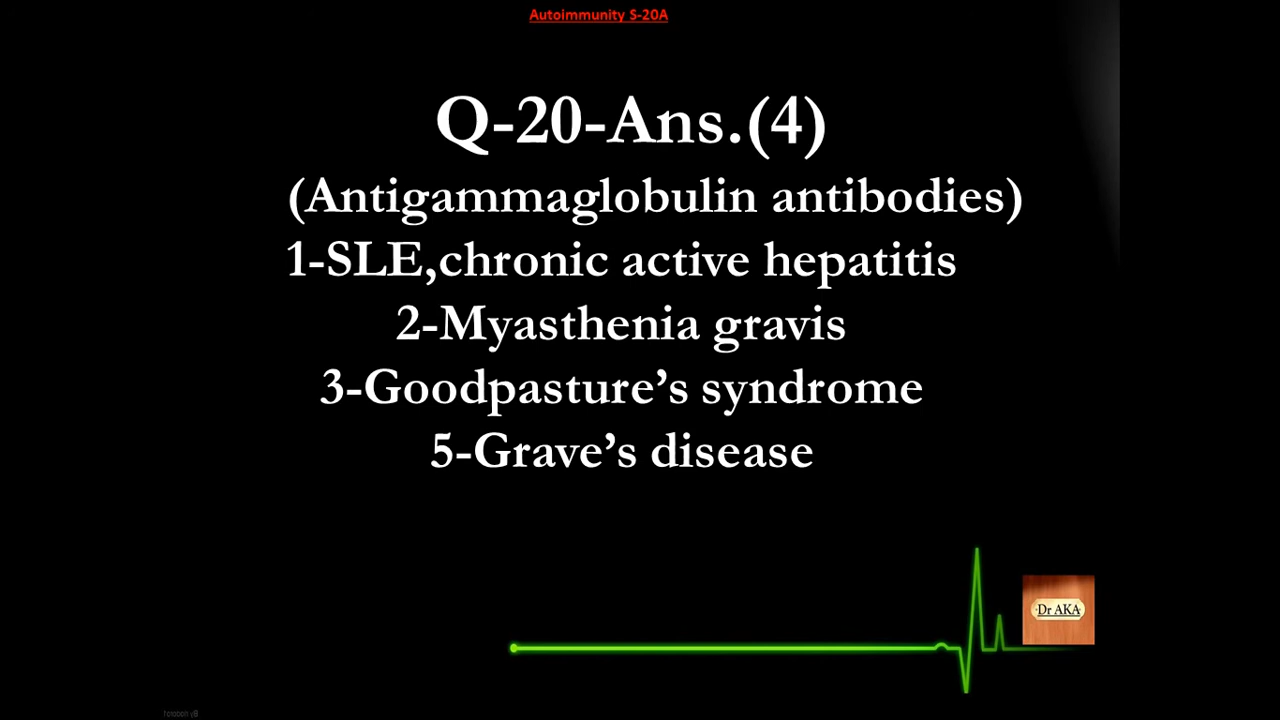 Autoimmunity S-20A
Q-20-Ans.(4)
(Antigammaglobulin antibodies)
1-SLE,chronic active hepatitis
2-Myasthenia gravis
3-Goodpasture’s syndrome
5-Grave’s disease
Dr AKA